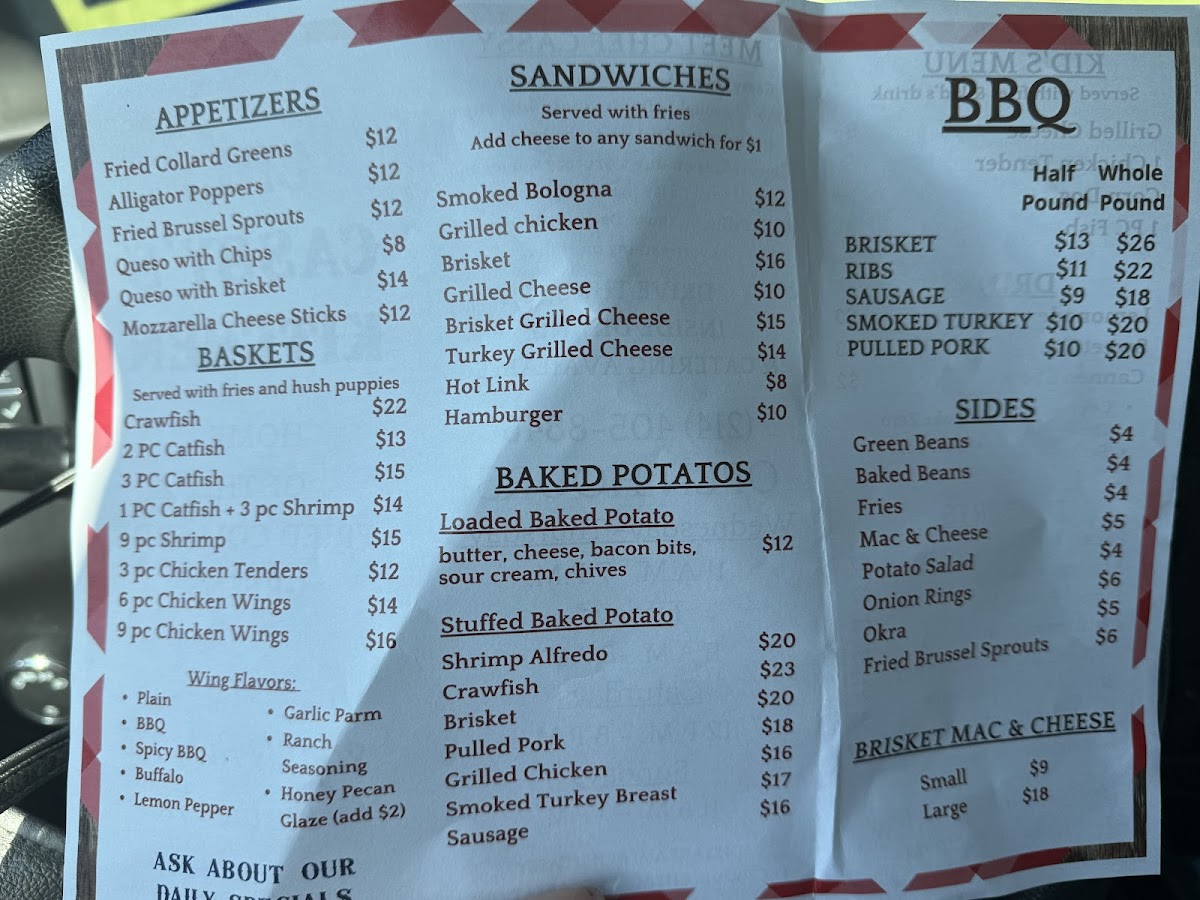 APPETIZERS
Fried Collard Greens $12
Alligator Poppers $12
Fried Brussel Sprouts $12
Queso with Chips $8
Queso with Brisket $14
Mozzarella Cheese Sticks $12
BASKETS
Served with fries and hush puppies
Crawfish $22
2 PC Catfish $13
3 PC Catfish $15
1 PC Catfish + 3 pc Shrimp $14
9 pc Shrimp $15
3 pc Chicken Tenders $12
6 pc Chicken Wings $14
9 pc Chicken Wings $16
Wing Flavors:
• Plain
• BBQ
• Spicy BBQ
• Buffalo
• Lemon Pepper
• Garlic Parm
• Ranch
Seasoning
• Honey Pecan
Glaze (add $2)
ASK ABOUT OUR
DAILY SPECIALS
SANDWICHES
Served with fries
Add cheese to any sandwich for $1
Smoked Bologna $12
Grilled chicken $10
Brisket $16
Grilled Cheese $10
Brisket Grilled Cheese $15
Turkey Grilled Cheese $14
Hot Link $8
Hamburger $10
BAKED POTATOS
Loaded Baked Potato
butter, cheese, bacon bits, $12
sour cream, chives
Stuffed Baked Potato
Shrimp Alfredo $20
Crawfish $23
Brisket $20
Pulled Pork $18
Grilled Chicken $16
Smoked Turkey Breast $17
Sausage $16
BBQ
Half Whole
Pound Pound
BRISKET $13 $26
RIBS $11 $22
SAUSAGE $9 $18
SMOKED TURKEY $10 $20
PULLED PORK $10 $20
SIDES
Green Beans $4
Baked Beans $4
Fries $4
Mac & Cheese $5
Potato Salad $4
Onion Rings $6
Okra $5
Fried Brussel Sprouts $6
BRISKET MAC & CHEESE
Small $9
Large $18